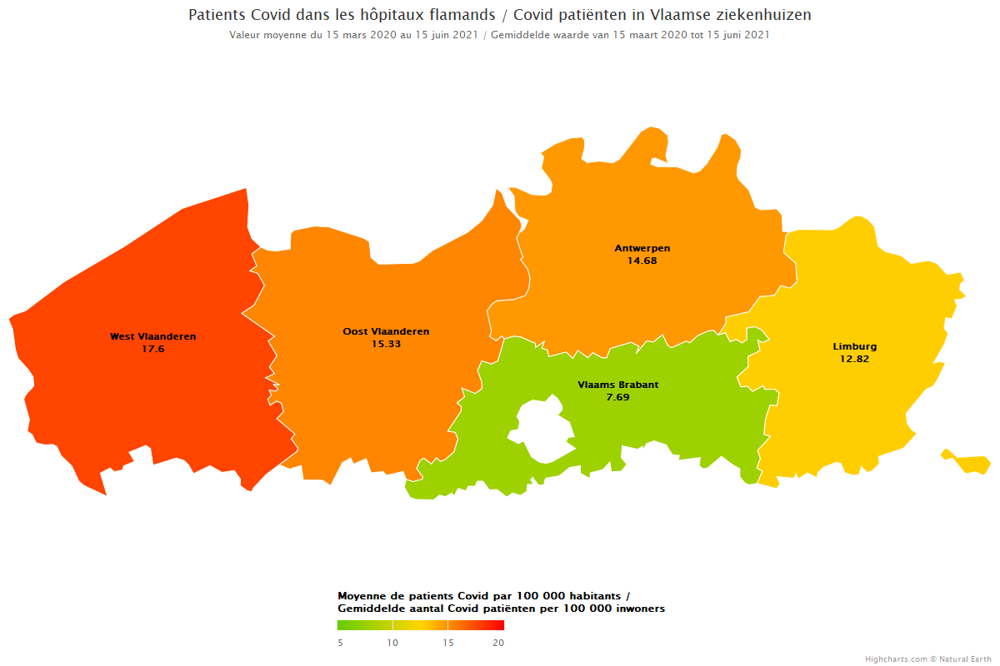 Patients Covid dans les hôpitaux flamands / Covid patiënten in Vlaamse ziekenhuizen
Valeur moyenne du 15 mars 2020 au 15 juin 2021 / Gemiddelde waarde van 15 maart 2020 tot 15 juni 2021
Antwerpen
14.68
Oost Vlaanderen
15.33
West Vlaanderen
17.6
Limburg
12.82
Vlaams Brabant
7.69
Moyenne de patients Covid par 100 000 habitants /
Gemiddelde aantal Covid patiënten per 100 000 inwoners
5 10 15 20
Highcharts.com © Natural Earth